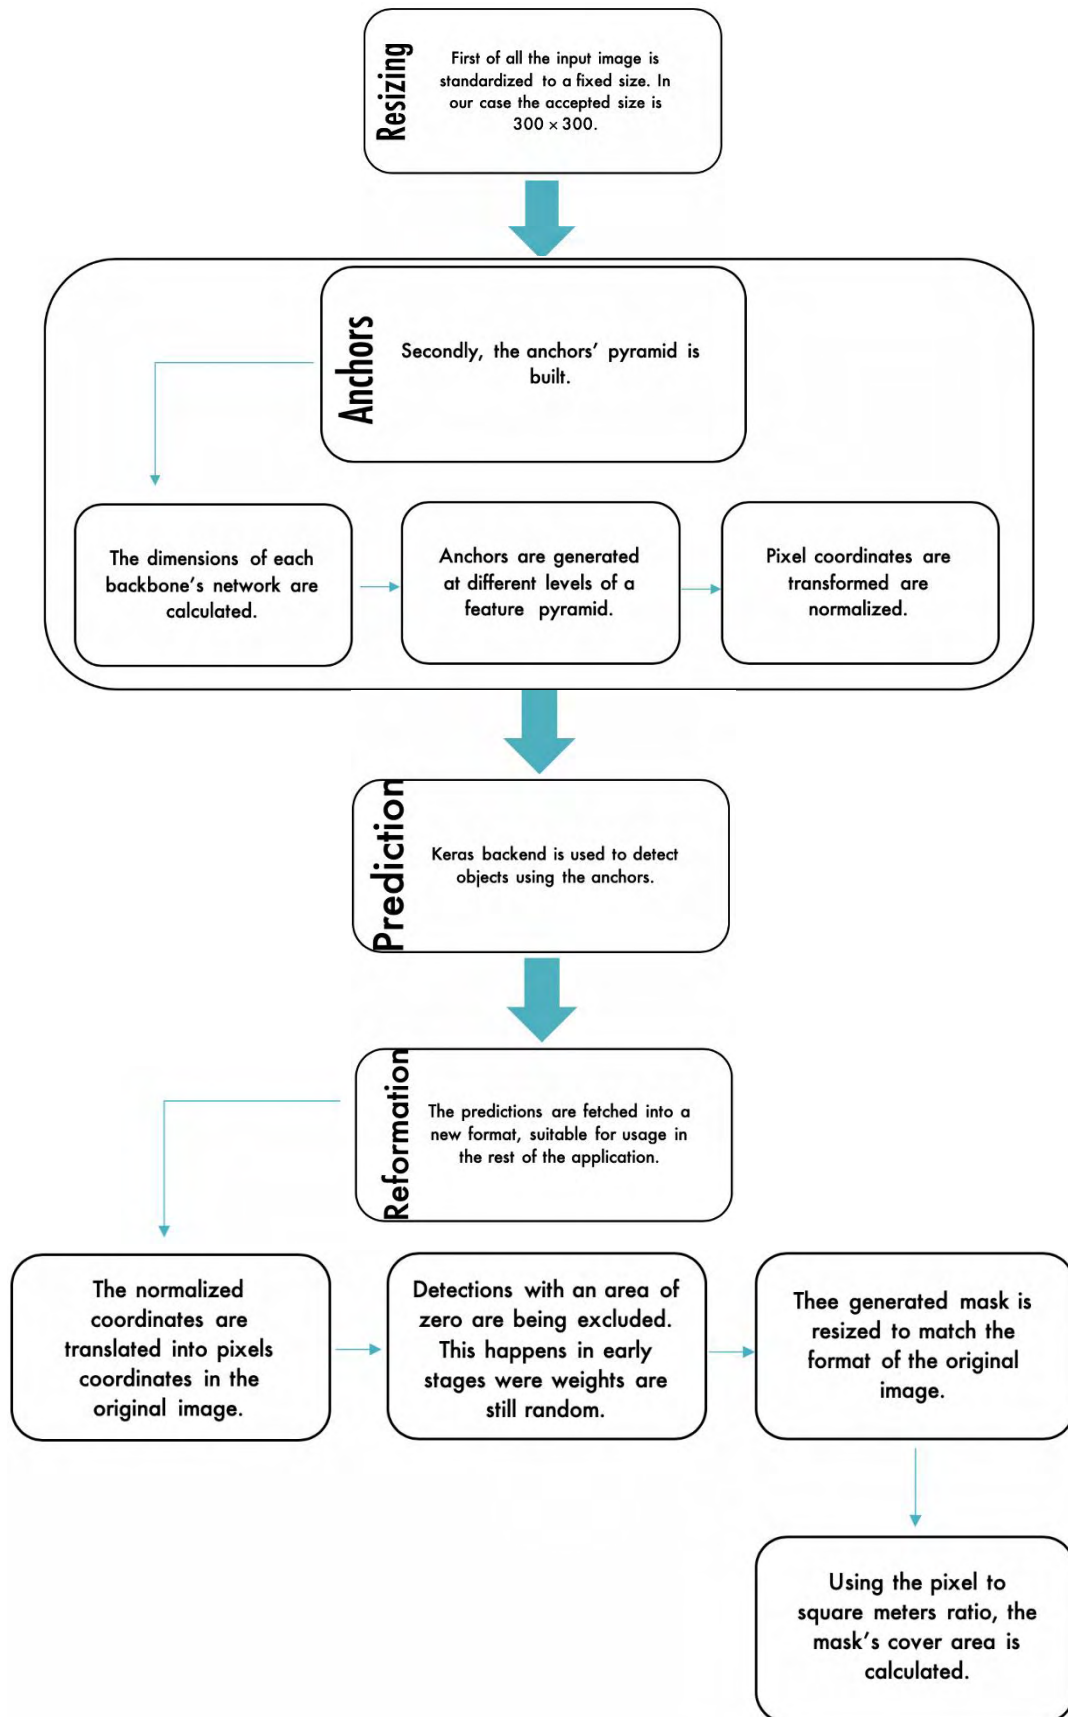 Resizing
First of all the input image is
standardized to a fixed size. In
our case the accepted size is
300 × 300.
Anchors
Secondly, the anchors' pyramid is
built.
The dimensions of each
backbone's network are
calculated.
Anchors are generated
at different levels of a
feature pyramid.
Pixel coordinates are
transformed are
normalized.
Prediction
Keras backend is used to detect
objects using the anchors.
Reformation
The predictions are fetched into a
new format, suitable for usage in
the rest of the application.
The normalized
coordinates are
translated into pixels
coordinates in the
original image.
Detections with an area of
zero are being excluded.
This happens in early
stages were weights are
still random.
Thee generated mask is
resized to match the
format of the original
image.
Using the pixel to
square meters ratio, the
mask's cover area is
calculated.